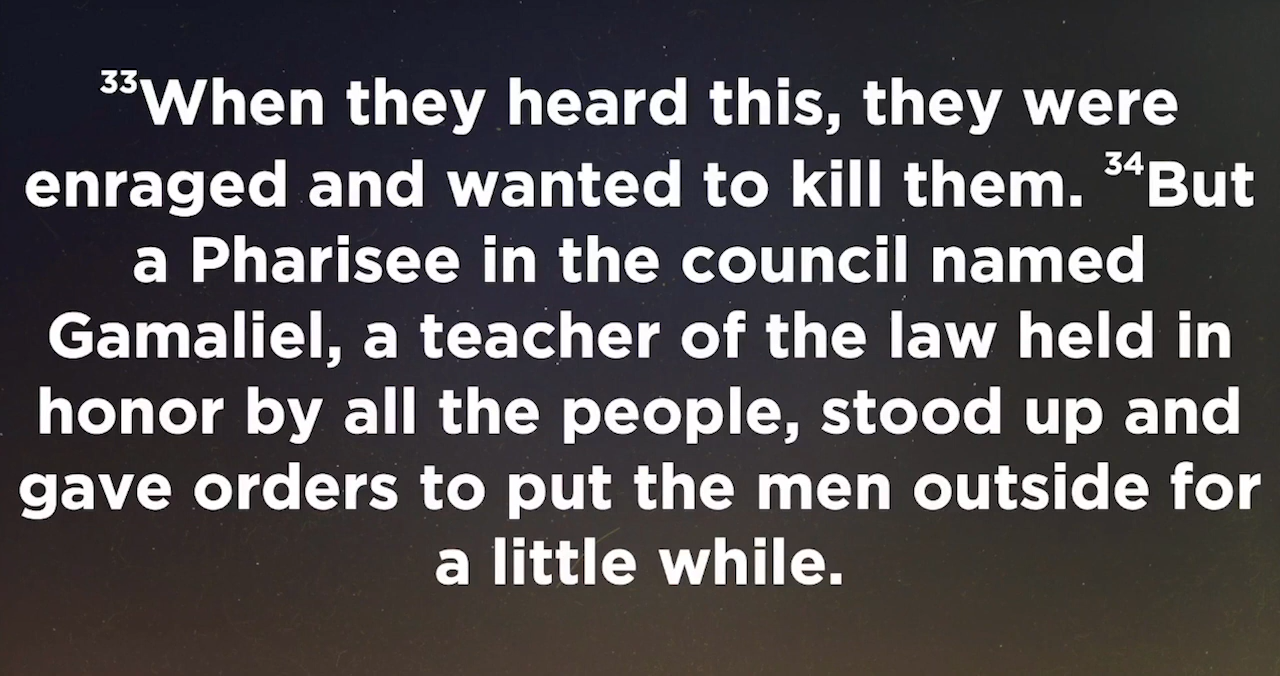 ³³When they heard this, they were
enraged and wanted to kill them. ³⁴But
a Pharisee in the council named
Gamaliel, a teacher of the law held in
honor by all the people, stood up and
gave orders to put the men outside for
a little while.